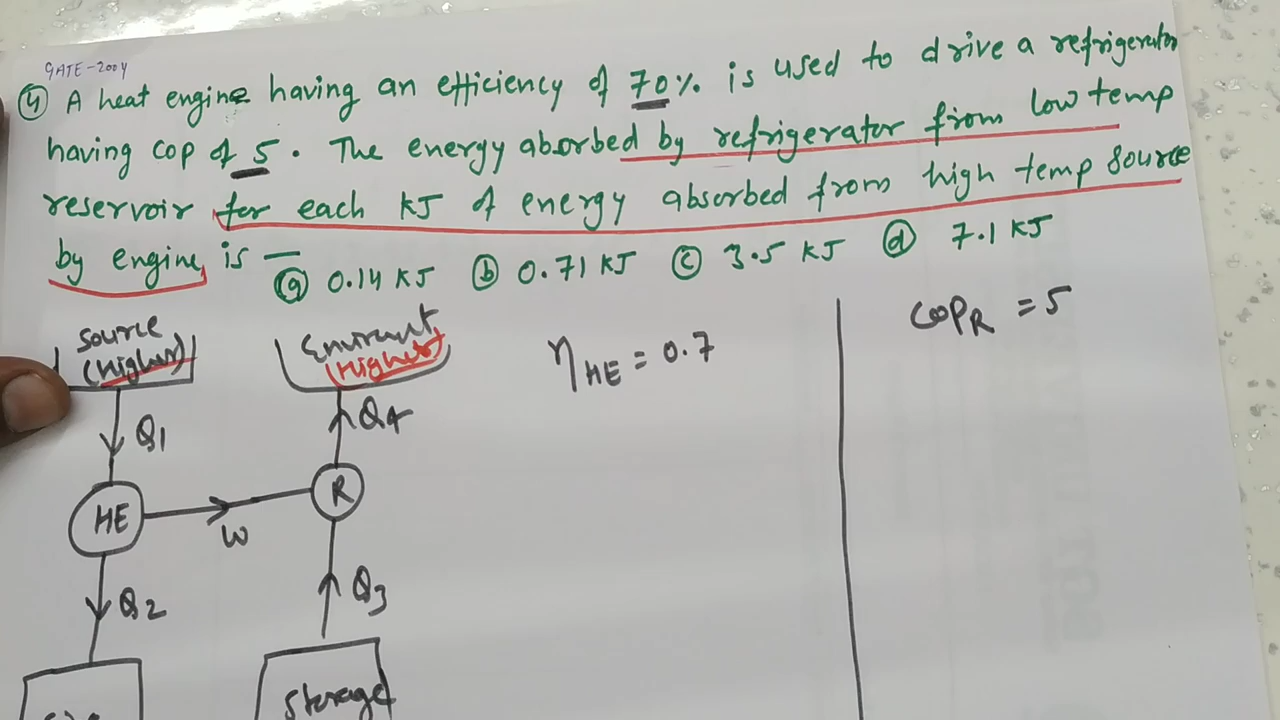 GATE-2004
④ A heat engine having an efficiency of 70% is used to drive a refrigerator
having cop of 5. The energy absorbed by refrigerator from low temp
reservoir for each KJ of energy absorbed from high temp source
by engine is —
ⓐ 0.14 KJ ⓑ 0.71 KJ ⓒ 3.5 KJ ⓓ 7.1 KJ
Source
(Higher)
(Higher)
ηHE = 0.7
COPR = 5
Q1
Q4
HE
W
R
Q2
Q3
Storage